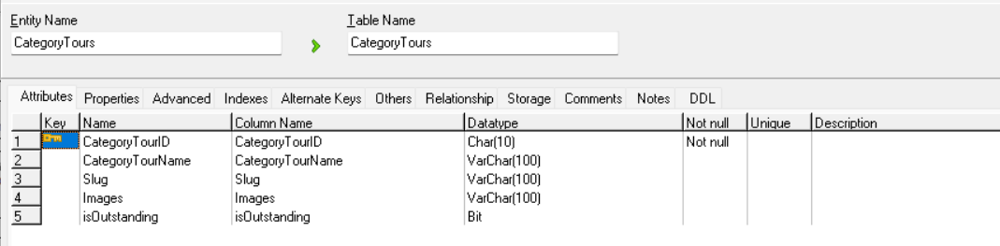 Entity Name Table Name
CategoryTours CategoryTours
Attributes Properties Advanced Indexes Alternate Keys Others Relationship Storage Comments Notes DDL
Key Name Column Name Datatype Not null Unique Description
1 CategoryTourID CategoryTourID Char(10) Not null
2 CategoryTourName CategoryTourName VarChar(100)
3 Slug Slug VarChar(100)
4 Images Images VarChar(100)
5 isOutstanding isOutstanding Bit